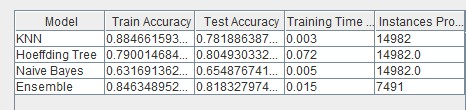 Model Train Accuracy Test Accuracy Training Time ... Instances Pro...
KNN 0.884661593... 0.781886387... 0.003 14982
Hoeffding Tree 0.790014684... 0.804930332... 0.072 14982.0
Naive Bayes 0.631691362... 0.654876741... 0.005 14982.0
Ensemble 0.846348952... 0.818327974... 0.015 7491